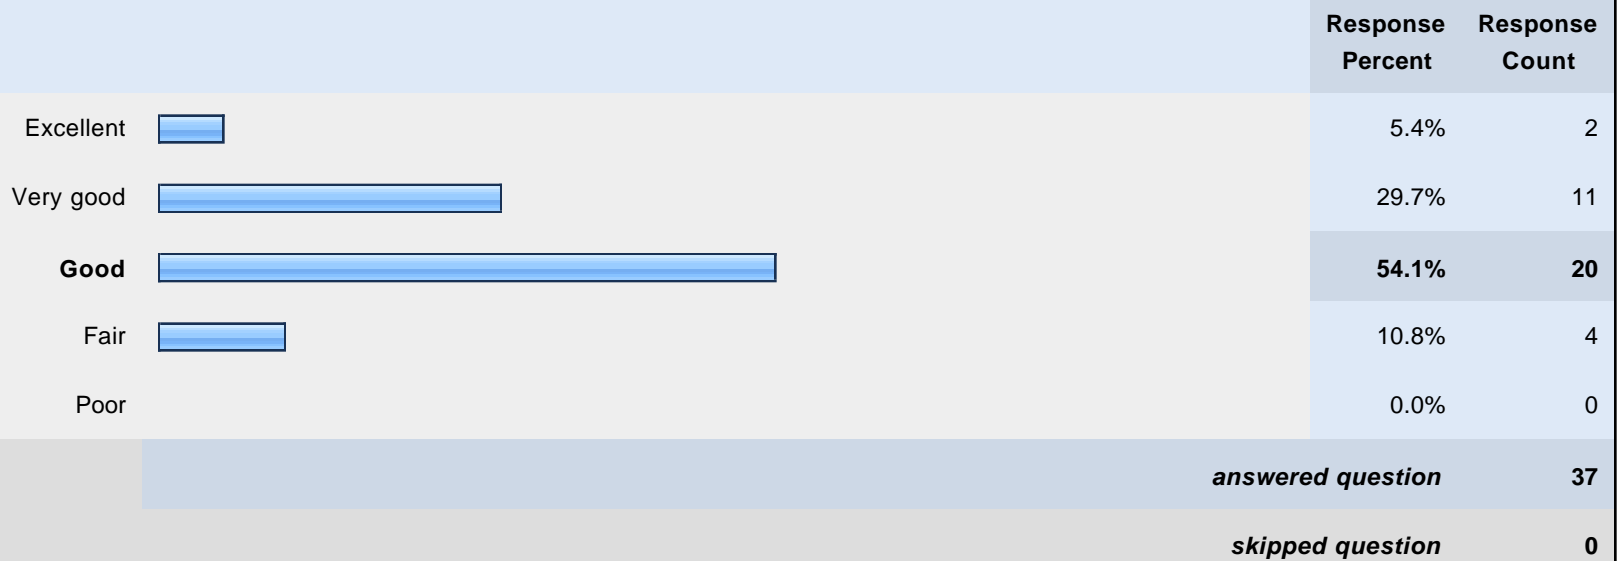 Response Percent Response Count
Excellent 5.4% 2
Very good 29.7% 11
Good 54.1% 20
Fair 10.8% 4
Poor 0.0% 0
answered question 37
skipped question 0